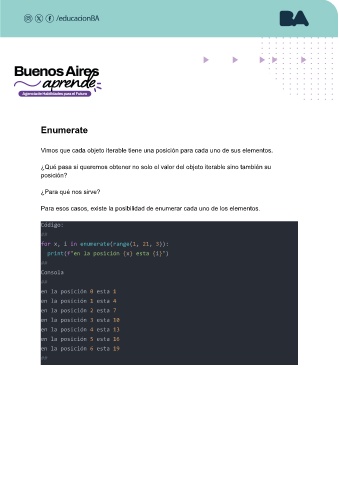 /educacionBA
BA
Buenos Aires
aprende
Agencia de Habilidades para el Futuro
Enumerate
Vimos que cada objeto iterable tiene una posición para cada uno de sus elementos.
¿Qué pasa si queremos obtener no solo el valor del objeto iterable sino también su
posición?
¿Para qué nos sirve?
Para esos casos, existe la posibilidad de enumerar cada uno de los elementos.
Código:
##
for x, i in enumerate(range(1, 21, 3)):
print(f"en la posición {x} esta {i}")
##
Consola
##
en la posición 0 esta 1
en la posición 1 esta 4
en la posición 2 esta 7
en la posición 3 esta 10
en la posición 4 esta 13
en la posición 5 esta 16
en la posición 6 esta 19
##